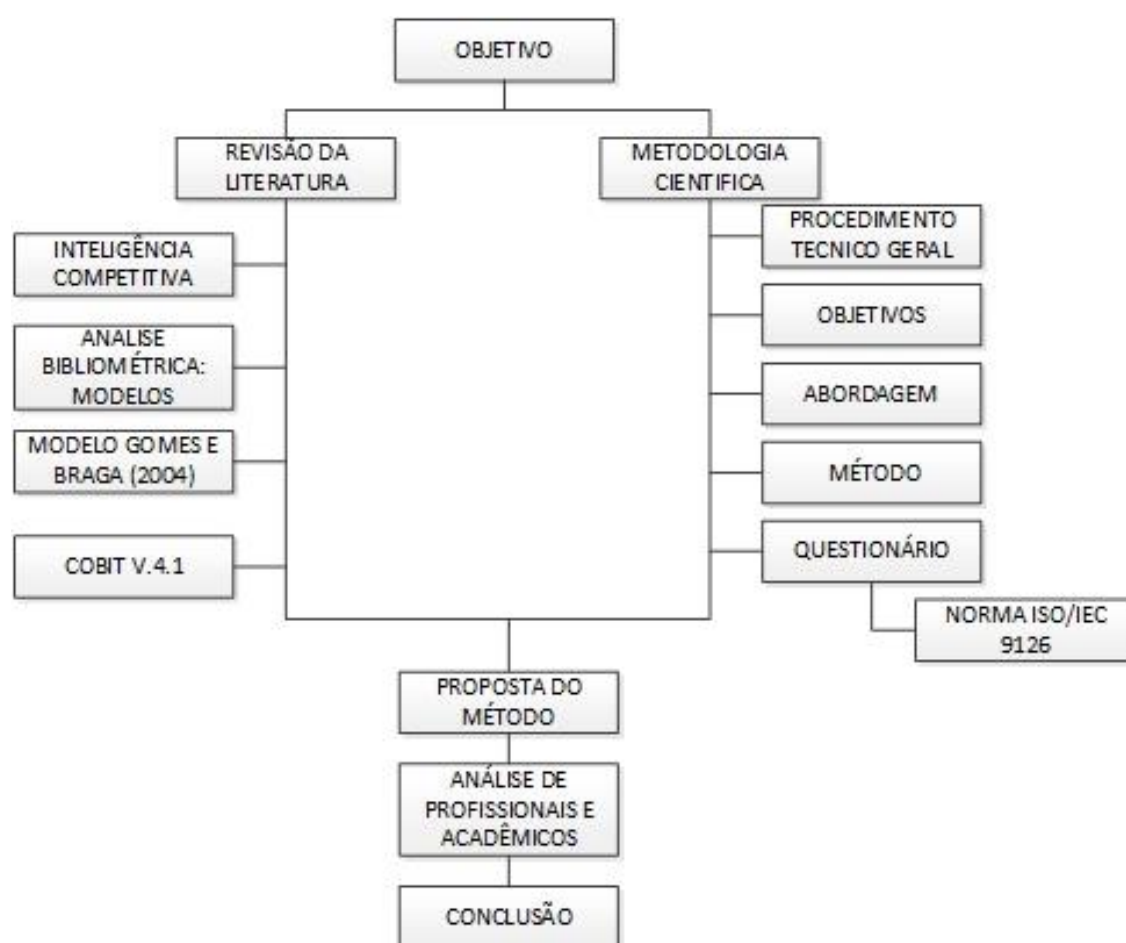 OBJETIVO
REVISÃO DA
LITERATURA
METODOLOGIA
CIENTIFICA
INTELIGÊNCIA
COMPETITIVA
ANALISE
BIBLIOMÉTRICA:
MODELOS
MODELO GOMES E
BRAGA (2004)
COBIT V.4.1
PROCEDIMENTO
TECNICO GERAL
OBJETIVOS
ABORDAGEM
MÉTODO
QUESTIONÁRIO
NORMA ISO/IEC
9126
PROPOSTA DO
MÉTODO
ANÁLISE DE
PROFISSIONAIS E
ACADÊMICOS
CONCLUSÃO